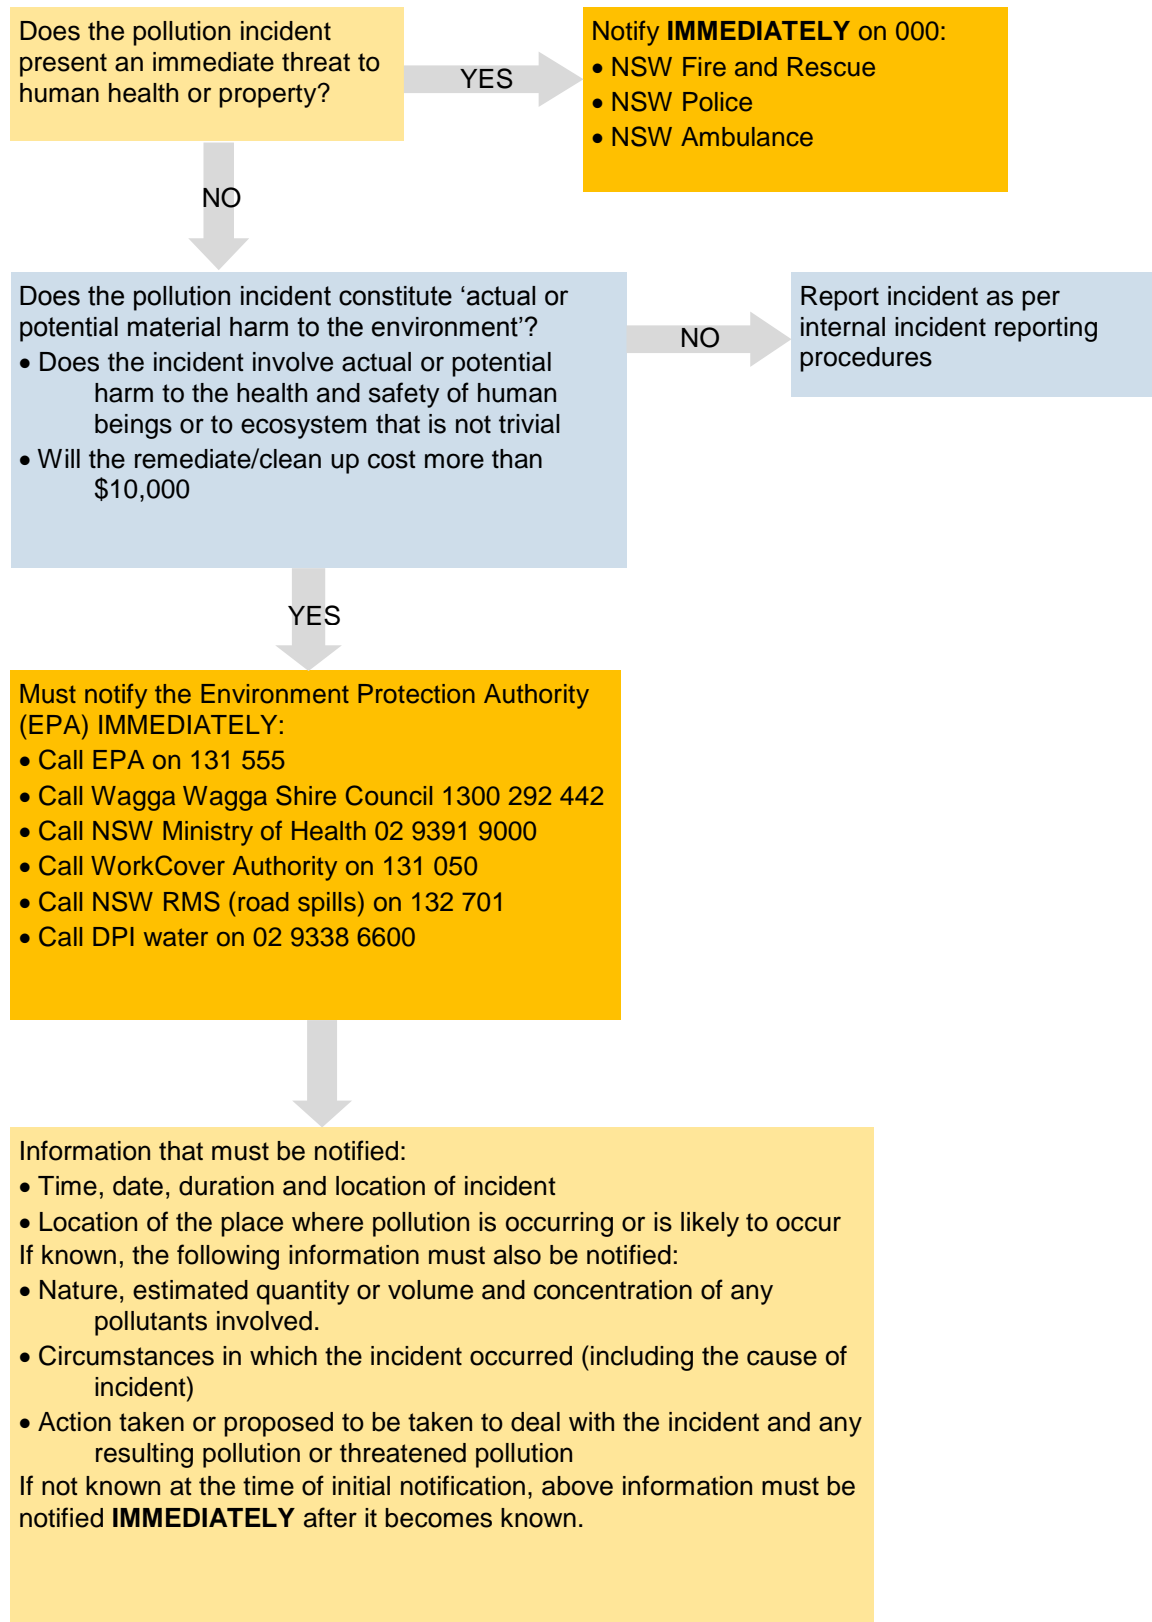 Does the pollution incident
present an immediate threat to
human health or property?
YES
Notify IMMEDIATELY on 000:
• NSW Fire and Rescue
• NSW Police
• NSW Ambulance
NO
Does the pollution incident constitute ‘actual or
potential material harm to the environment’?
• Does the incident involve actual or potential
harm to the health and safety of human
beings or to ecosystem that is not trivial
• Will the remediate/clean up cost more than
$10,000
NO
Report incident as per
internal incident reporting
procedures
YES
Must notify the Environment Protection Authority
(EPA) IMMEDIATELY:
• Call EPA on 131 555
• Call Wagga Wagga Shire Council 1300 292 442
• Call NSW Ministry of Health 02 9391 9000
• Call WorkCover Authority on 131 050
• Call NSW RMS (road spills) on 132 701
• Call DPI water on 02 9338 6600
Information that must be notified:
• Time, date, duration and location of incident
• Location of the place where pollution is occurring or is likely to occur
If known, the following information must also be notified:
• Nature, estimated quantity or volume and concentration of any
pollutants involved.
• Circumstances in which the incident occurred (including the cause of
incident)
• Action taken or proposed to be taken to deal with the incident and any
resulting pollution or threatened pollution
If not known at the time of initial notification, above information must be
notified IMMEDIATELY after it becomes known.